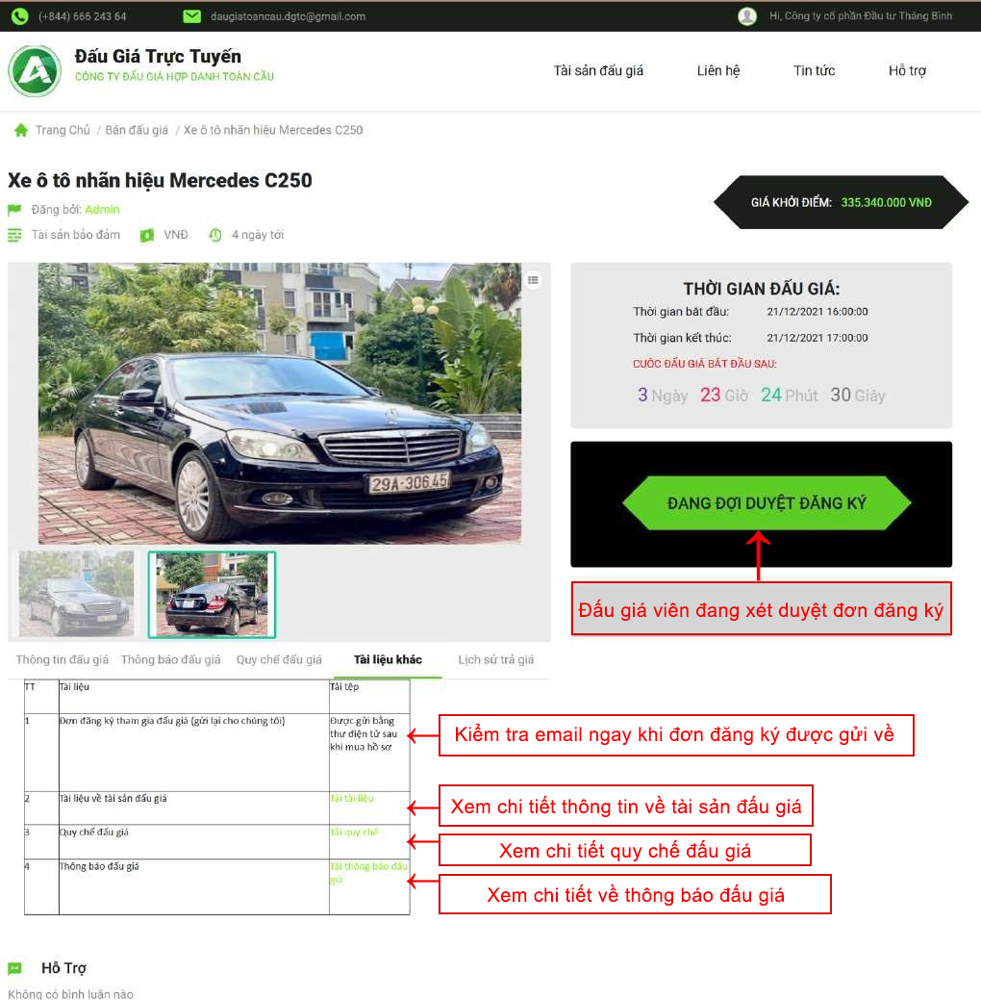 (+844) 666 243 64
daugiatoancau.dgtc@gmail.com
Hi, Công ty cổ phần Đầu tư Tháng Bình
Đấu Giá Trực Tuyến
CÔNG TY ĐẤU GIÁ HỢP DANH TOÀN CẦU
Tài sản đấu giá
Liên hệ
Tin tức
Hỗ trợ
Trang Chủ / Bán đấu giá / Xe ô tô nhãn hiệu Mercedes C250
Xe ô tô nhãn hiệu Mercedes C250
Đăng bởi: Admin
Tài sản bảo đảm
VNĐ
4 ngày tới
GIÁ KHỞI ĐIỂM: 335.340.000 VNĐ
29A-306.45
THỜI GIAN ĐẤU GIÁ:
Thời gian bắt đầu: 21/12/2021 16:00:00
Thời gian kết thúc: 21/12/2021 17:00:00
CUỘC ĐẤU GIÁ BẮT ĐẦU SAU:
3 Ngày 23 Giờ 24 Phút 30 Giây
ĐANG ĐỢI DUYỆT ĐĂNG KÝ
Đấu giá viên đang xét duyệt đơn đăng ký
Thông tin đấu giá
Thông báo đấu giá
Quy chế đấu giá
Tài liệu khác
Lịch sử trả giá
TT
Tài liệu
Tải tệp
1
Đơn đăng ký tham gia đấu giá (gửi lại cho chúng tôi)
Được gửi bằng
thư điện tử sau
khi mua hồ sơ
Kiểm tra email ngay khi đơn đăng ký được gửi về
2
Tài liệu về tài sản đấu giá
Tải tài liệu
Xem chi tiết thông tin về tài sản đấu giá
3
Quy chế đấu giá
Tải quy chế
Xem chi tiết quy chế đấu giá
4
Thông báo đấu giá
Tải thông báo đấu
giá
Xem chi tiết về thông báo đấu giá
Hỗ Trợ
Không có bình luận nào